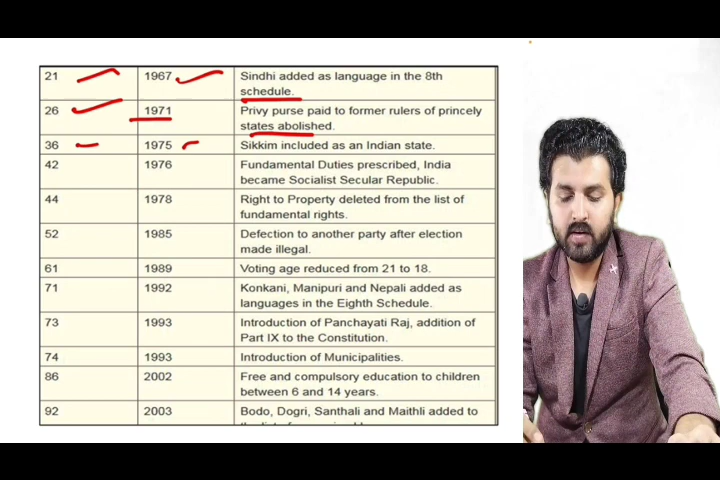 21 1967 Sindhi added as language in the 8th
schedule.
26 1971 Privy purse paid to former rulers of princely
states abolished.
36 1975 Sikkim included as an Indian state.
42 1976 Fundamental Duties prescribed, India
became Socialist Secular Republic.
44 1978 Right to Property deleted from the list of
fundamental rights.
52 1985 Defection to another party after election
made illegal.
61 1989 Voting age reduced from 21 to 18.
71 1992 Konkani, Manipuri and Nepali added as
languages in the Eighth Schedule.
73 1993 Introduction of Panchayati Raj, addition of
Part IX to the Constitution.
74 1993 Introduction of Municipalities.
86 2002 Free and compulsory education to children
between 6 and 14 years.
92 2003 Bodo, Dogri, Santhali and Maithli added to